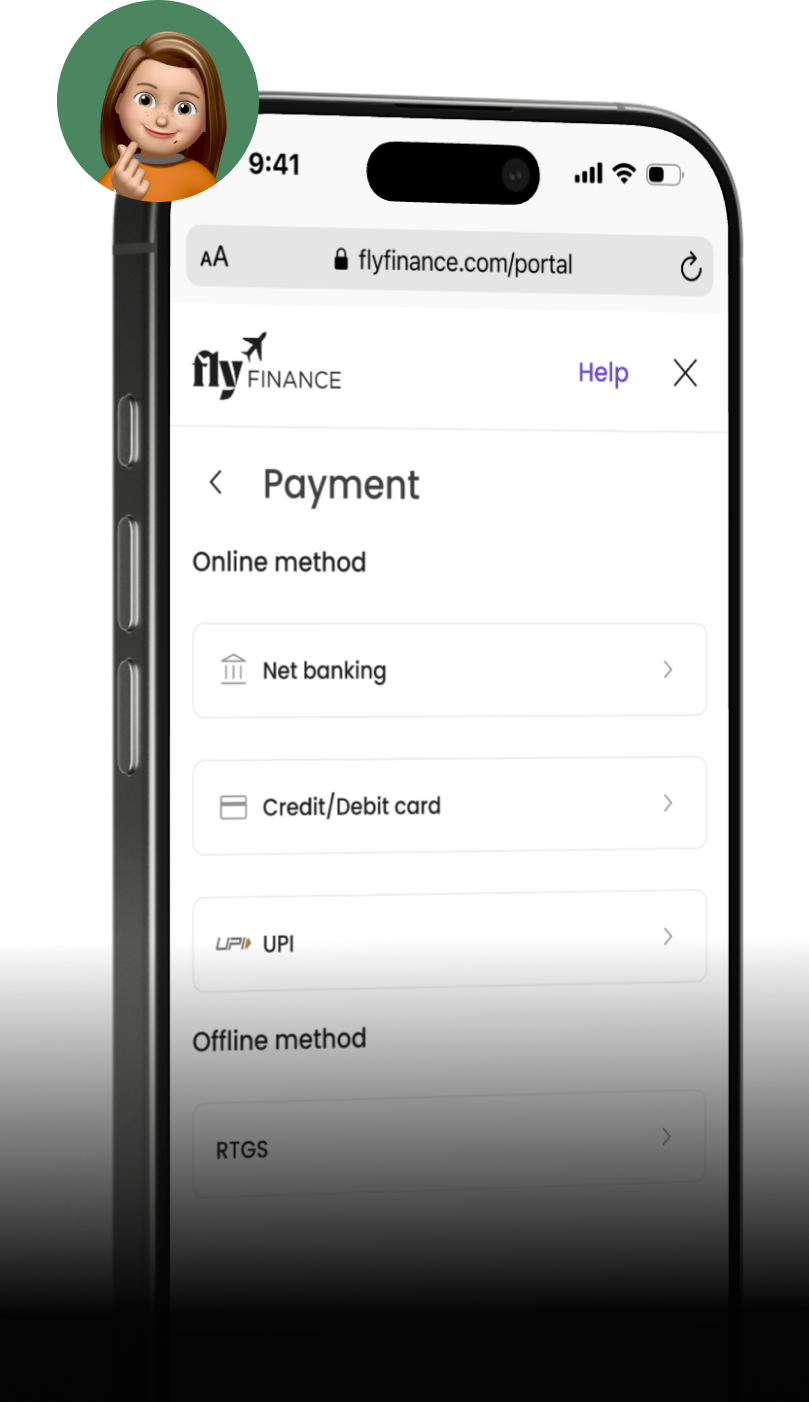 9:41
AA flyfinance.com/portal
fly FINANCE
Help
Payment
Online method
Net banking
Credit/Debit card
UPI UPI
Offline method
RTGS